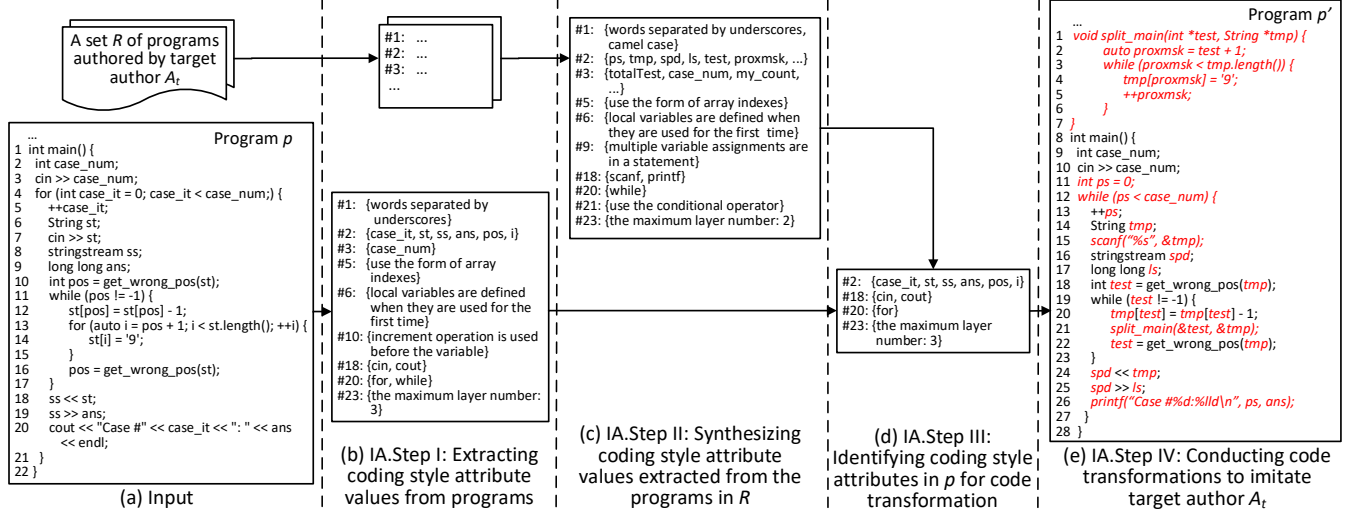 A set R of programs
authored by target
author At
Program p
...
1 int main() {
2 int case_num;
3 cin >> case_num;
4 for (int case_it = 0; case_it < case_num;) {
5 ++case_it;
6 String st;
7 cin >> st;
8 stringstream ss;
9 long long ans;
10 int pos = get_wrong_pos(st);
11 while (pos != -1) {
12 st[pos] = st[pos] - 1;
13 for (auto i = pos + 1; i < st.length(); ++i) {
14 st[i] = '9';
15 }
16 pos = get_wrong_pos(st);
17 }
18 ss << st;
19 ss >> ans;
20 cout << "Case #" << case_it << ": " << ans
<< endl;
21 }
22 }
(a) Input
#1: ...
#2: ...
#3: ...
...
#1: {words separated by
underscores}
#2: {case_it, st, ss, ans, pos, i}
#3: {case_num}
#5: {use the form of array
indexes}
#6: {local variables are defined
when they are used for the
first time}
#10: {increment operation is used
before the variable}
#18: {cin, cout}
#20: {for, while}
#23: {the maximum layer number:
3}
(b) IA.Step I: Extracting
coding style attribute
values from programs
#1: {words separated by underscores,
camel case}
#2: {ps, tmp, spd, ls, test, proxmsk, ...}
#3: {totalTest, case_num, my_count,
...}
#5: {use the form of array indexes}
#6: {local variables are defined when
they are used for the first time}
#9: {multiple variable assignments are
in a statement}
#18: {scanf, printf}
#20: {while}
#21: {use the conditional operator}
#23: {the maximum layer number: 2}
(c) IA.Step II: Synthesizing
coding style attribute
values extracted from the
programs in R
#2: {case_it, st, ss, ans, pos, i}
#18: {cin, cout}
#20: {for}
#23: {the maximum layer
number: 3}
(d) IA.Step III:
Identifying coding style
attributes in p for code
transformation
Program p'
...
1 void split_main(int *test, String *tmp) {
2 auto proxmsk = test + 1;
3 while (proxmsk < tmp.length()) {
4 tmp[proxmsk] = '9';
5 ++proxmsk;
6 }
7 }
8 int main() {
9 int case_num;
10 cin >> case_num;
11 int ps = 0;
12 while (ps < case_num) {
13 ++ps;
14 String tmp;
15 scanf("%s", &tmp);
16 stringstream spd;
17 long long ls;
18 int test = get_wrong_pos(tmp);
19 while (test != -1) {
20 tmp[test] = tmp[test] - 1;
21 split_main(&test, &tmp);
22 test = get_wrong_pos(tmp);
23 }
24 spd << tmp;
25 spd >> ls;
26 printf("Case #%d:%lld\n", ps, ans);
27 }
28 }
(e) IA.Step IV: Conducting code
transformations to imitate
target author At